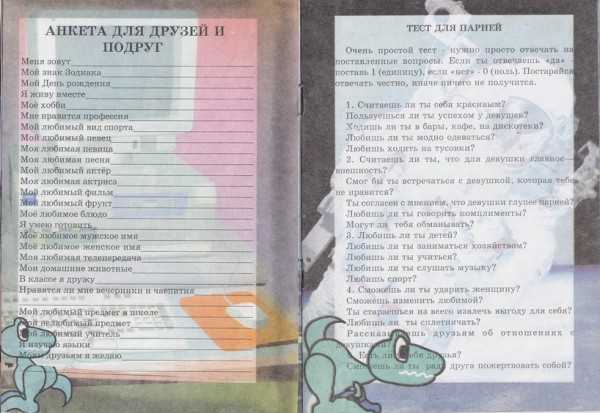 АНКЕТА ДЛЯ ДРУЗЕЙ И
ПОДРУГ
Меня зовут
Мой знак Зодиака
Мой День рождения
Я живу вместе
Моё хобби
Мне нравится профессия
Мой любимый вид спорта
Мой любимый певец
Моя любимая певица
Моя любимая песня
Мой любимый актёр
Моя любимая актриса
Мой любимый фильм
Мой любимый фрукт
Моё любимое блюдо
Я умею готовить
Моё любимое мужское имя
Моё любимое женское имя
Моя любимая телепередача
Мои домашние животные
В классе я дружу
Нравятся ли мне вечеринки и чаепития
Мой любимый предмет в школе
Мой нелюбимый предмет
Мой любимый учитель
Я изучаю языки
Моим друзьям я желаю
ТЕСТ ДЛЯ ПАРНЕЙ
Очень простой тест - нужно просто отвечать на
поставленные вопросы. Если ты отвечаешь «да» -
поставь 1 (единицу), если «нет» - 0 (ноль). Постарайся
отвечать честно, иначе ничего не получится.
1. Считаешь ли ты себя красивым?
Пользуешься ли ты успехом у девушек?
Ходишь ли ты в бары, кафе, на дискотеки?
Любишь ли ты модно одеваться?
Любишь ходить на тусовки?
2. Считаешь ли ты, что для девушки главное—
внешность?
Смог бы ты встречаться с девушкой, которая тебе
не нравится?
Ты согласен с мнением, что девушки глупее парней?
Любишь ли ты говорить комплименты?
Могут ли тебя обманывать?
3. Любишь ли ты детей?
Любишь ли ты заниматься хозяйством?
Любишь ли ты учиться?
Любишь ли ты слушать музыку?
Любишь спорт?
4. Сможешь ли ты ударить женщину?
Сможешь изменить любимой?
Ты стараешься на всего извлечь выгоду для себя?
Любишь ли ты сплетничать?
Рассказываешь друзьям об отношениях с
девушками?
Есть ли у тебя друзья?
Сможешь ли ты ради друга пожертвовать собой?